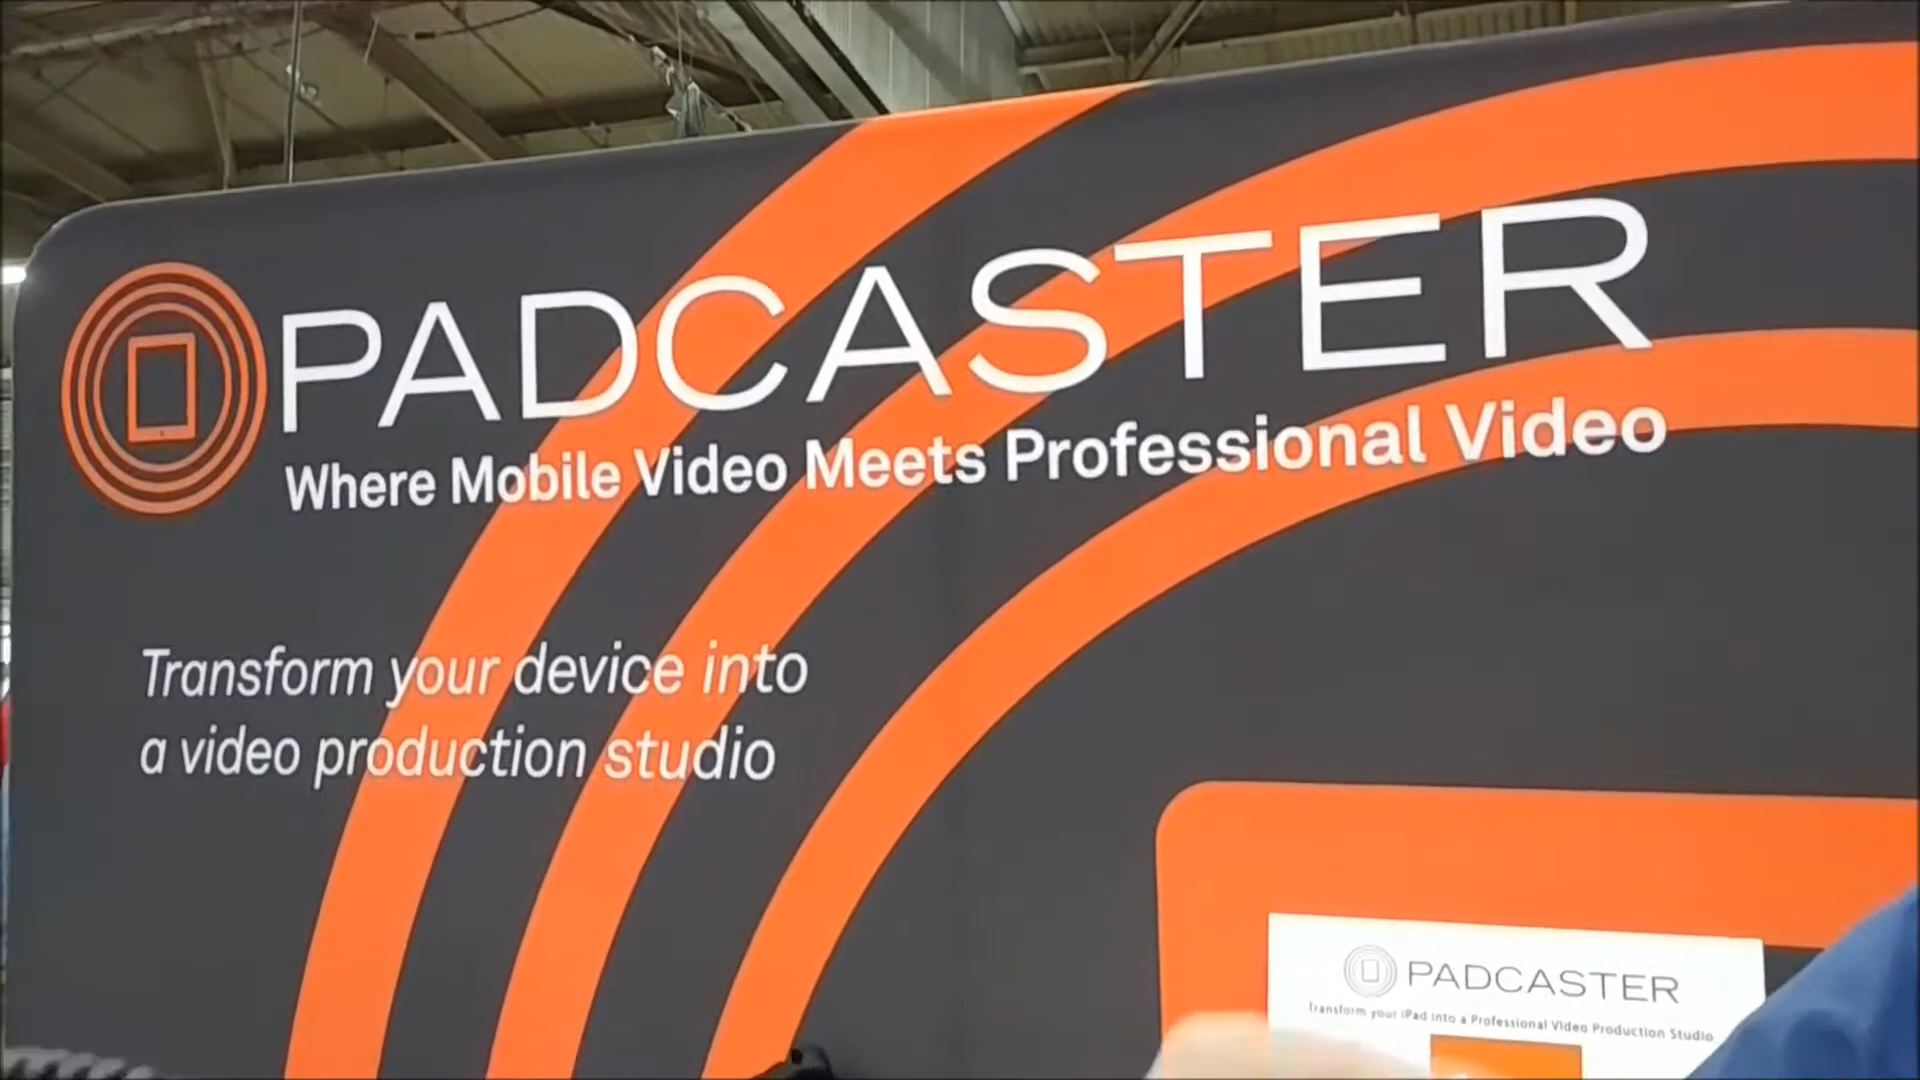 PADCASTER
Where Mobile Video Meets Professional Video
Transform your device into
a video production studio
PADCASTER
Transform your iPad into a Professional Video Production Studio